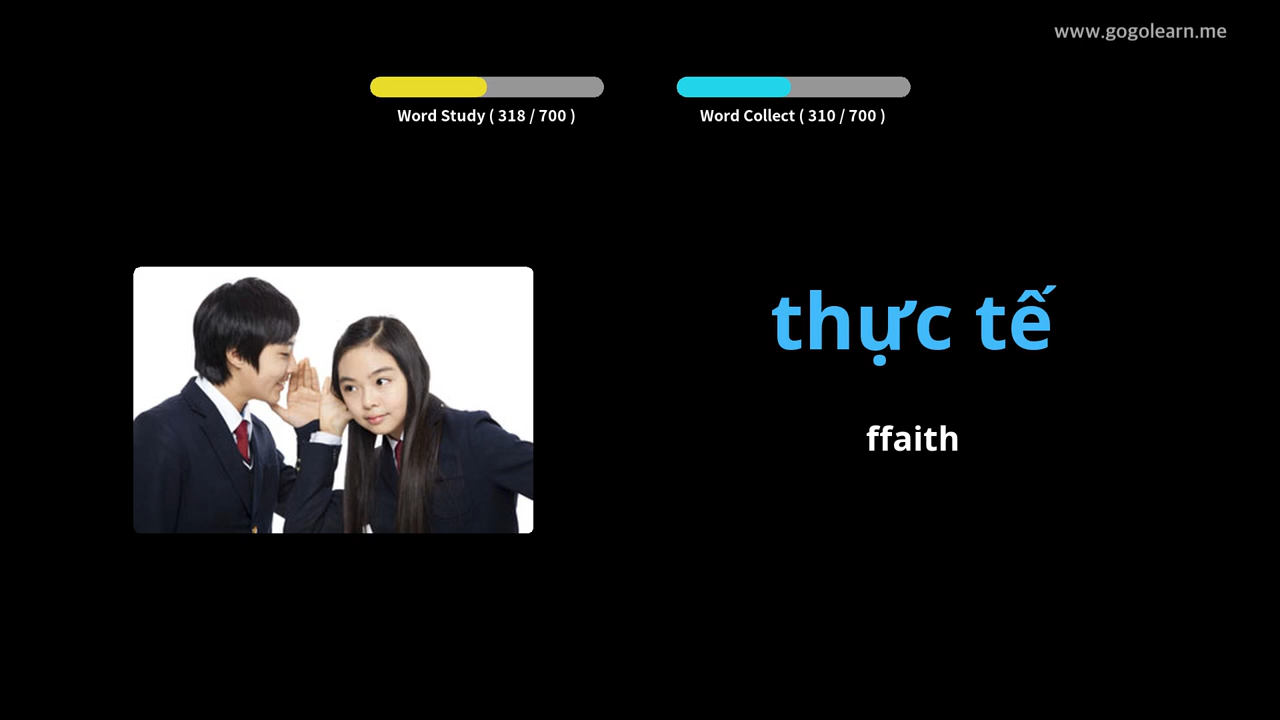 www.gogolearn.me
Word Study ( 318 / 700 )
Word Collect ( 310 / 700 )
thực tế
ffaith